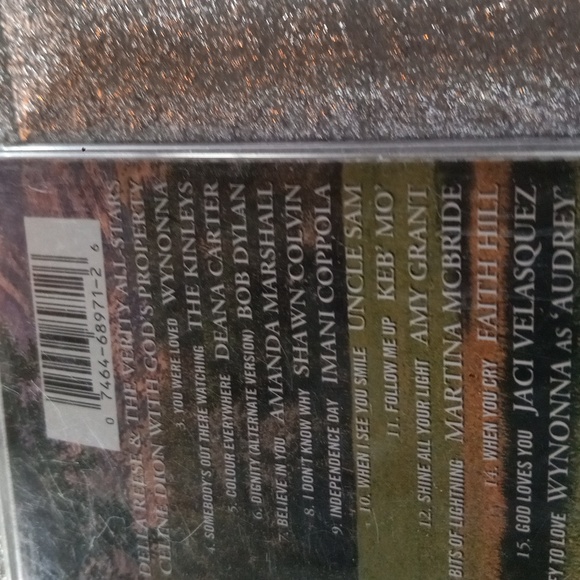 0 7464-68971-2 6
DELLA REESE & THE VERITY ALL-STARS
CELINE DION WITH GOD'S PROPERTY
3. YOU WERE LOVED WYNONNA
4. SOMEBODY'S OUT THERE WATCHING THE KINLEYS
5. COLOUR EVERYWHERE DEANA CARTER
6. DIGNITY (ALTERNATE VERSION) BOB DYLAN
7. BELIEVE IN YOU AMANDA MARSHALL
8. I DON'T KNOW WHY SHAWN COLVIN
9. INDEPENDENCE DAY IMANI COPPOLA
10. WHEN I SEE YOU SMILE UNCLE SAM
11. FOLLOW ME UP KEB' MO'
12. SHINE ALL YOUR LIGHT AMY GRANT
BITS OF LIGHTNING MARTINA MCBRIDE
14. WHEN YOU CRY FAITH HILL
15. GOD LOVES YOU JACI VELASQUEZ
EY TO LOVE WYNONNA AS 'AUDREY'